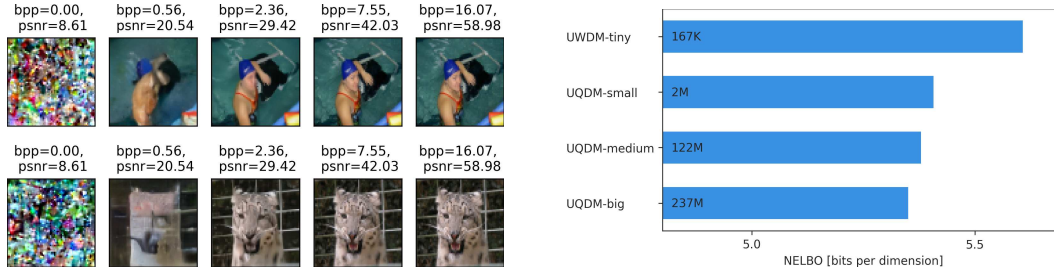 bpp=0.00,
psnr=8.61
bpp=0.56,
psnr=20.54
bpp=2.36,
psnr=29.42
bpp=7.55,
psnr=42.03
bpp=16.07,
psnr=58.98
bpp=0.00,
psnr=8.61
bpp=0.56,
psnr=20.54
bpp=2.36,
psnr=29.42
bpp=7.55,
psnr=42.03
bpp=16.07,
psnr=58.98
UWDM-tiny 167K
UQDM-small 2M
UQDM-medium 122M
UQDM-big 237M
5.0 5.5
NELBO [bits per dimension]